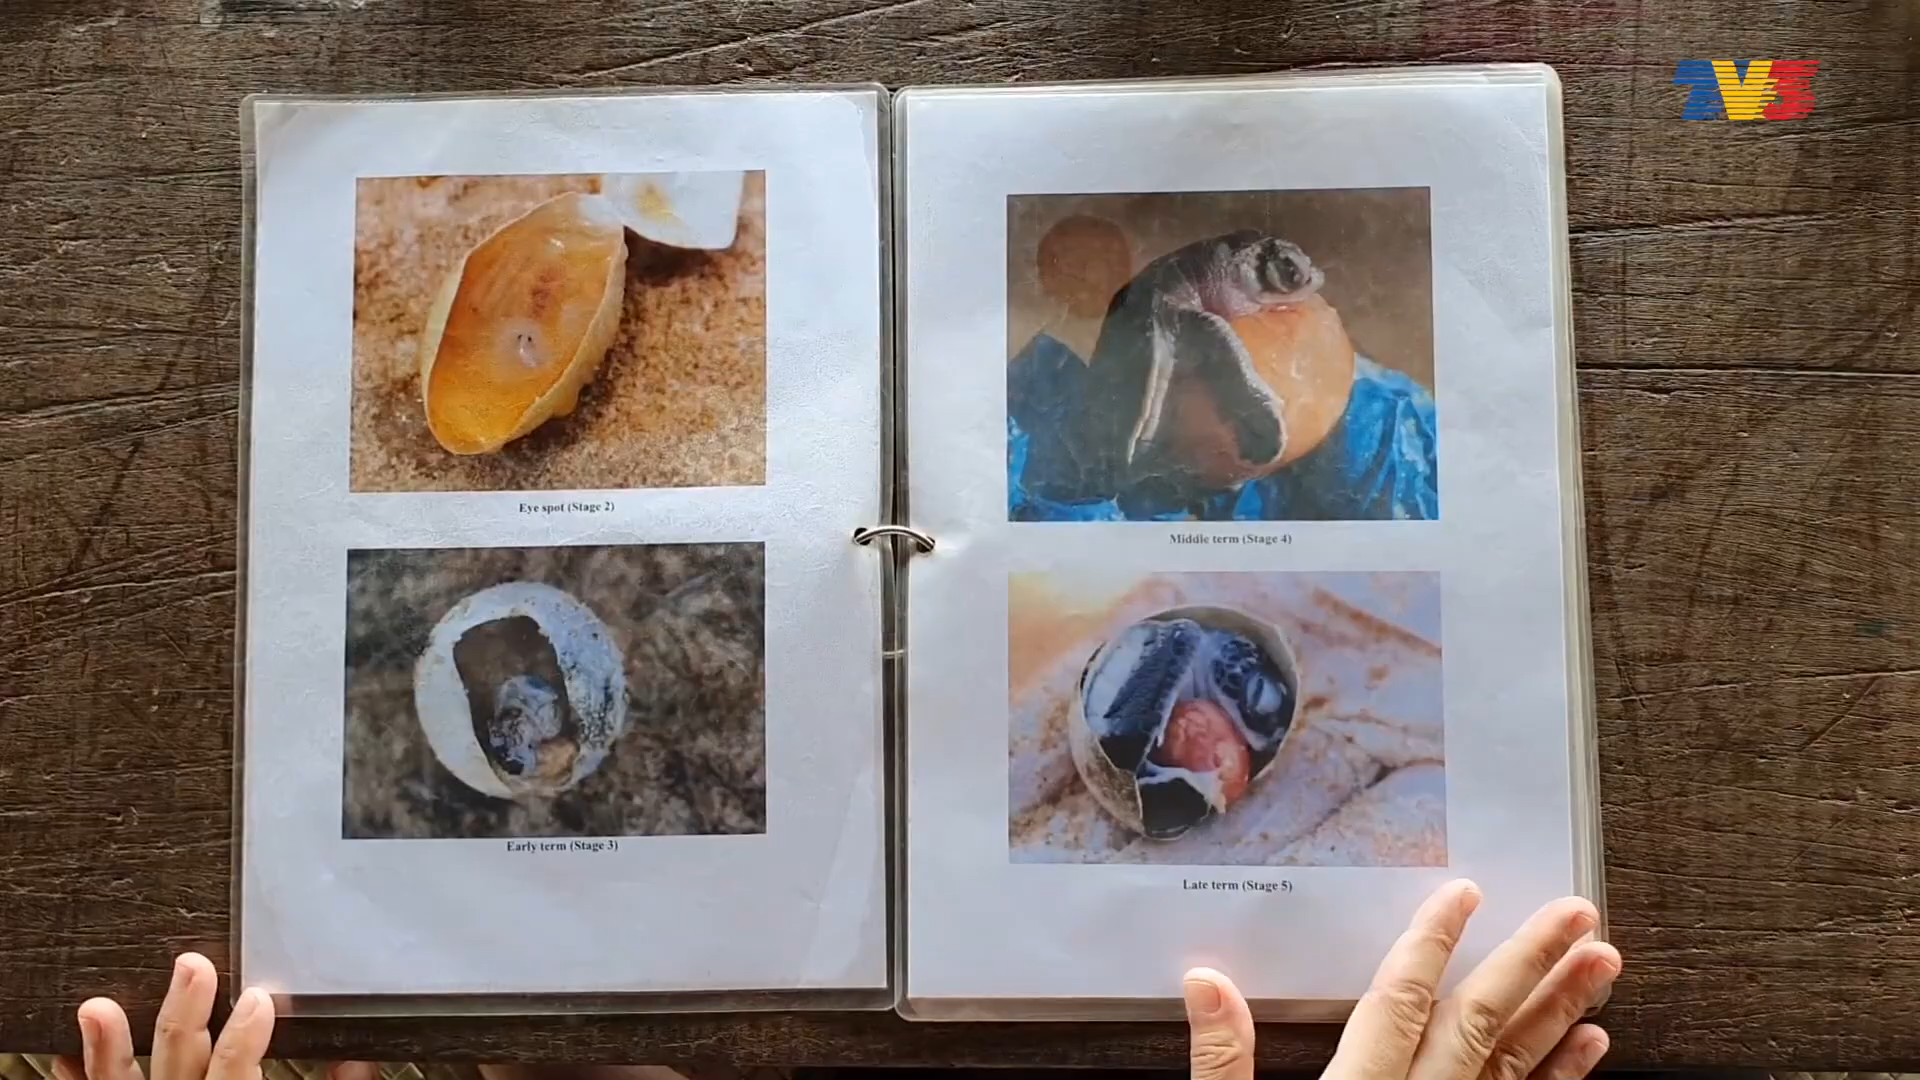 TV3
Eye spot (Stage 2)
Early term (Stage 3)
Middle term (Stage 4)
Late term (Stage 5)